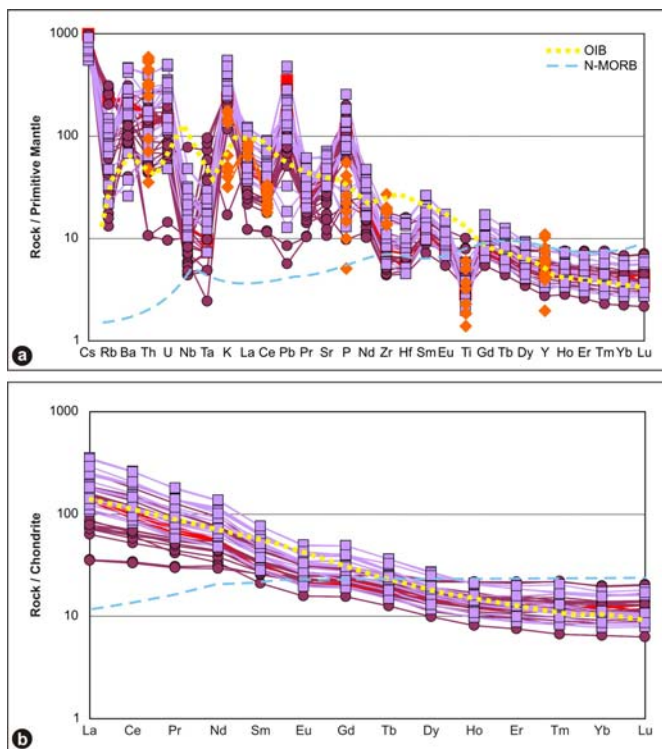 1000
100
10
1
Rock / Primitive Mantle
OIB
N-MORB
Cs Rb Ba Th U Nb Ta K La Ce Pb Pr Sr P Nd Zr Hf Sm Eu Ti Gd Tb Dy Y Ho Er Tm Yb Lu
a
1000
100
10
1
Rock / Chondrite
La Ce Pr Nd Sm Eu Gd Tb Dy Ho Er Tm Yb Lu
b